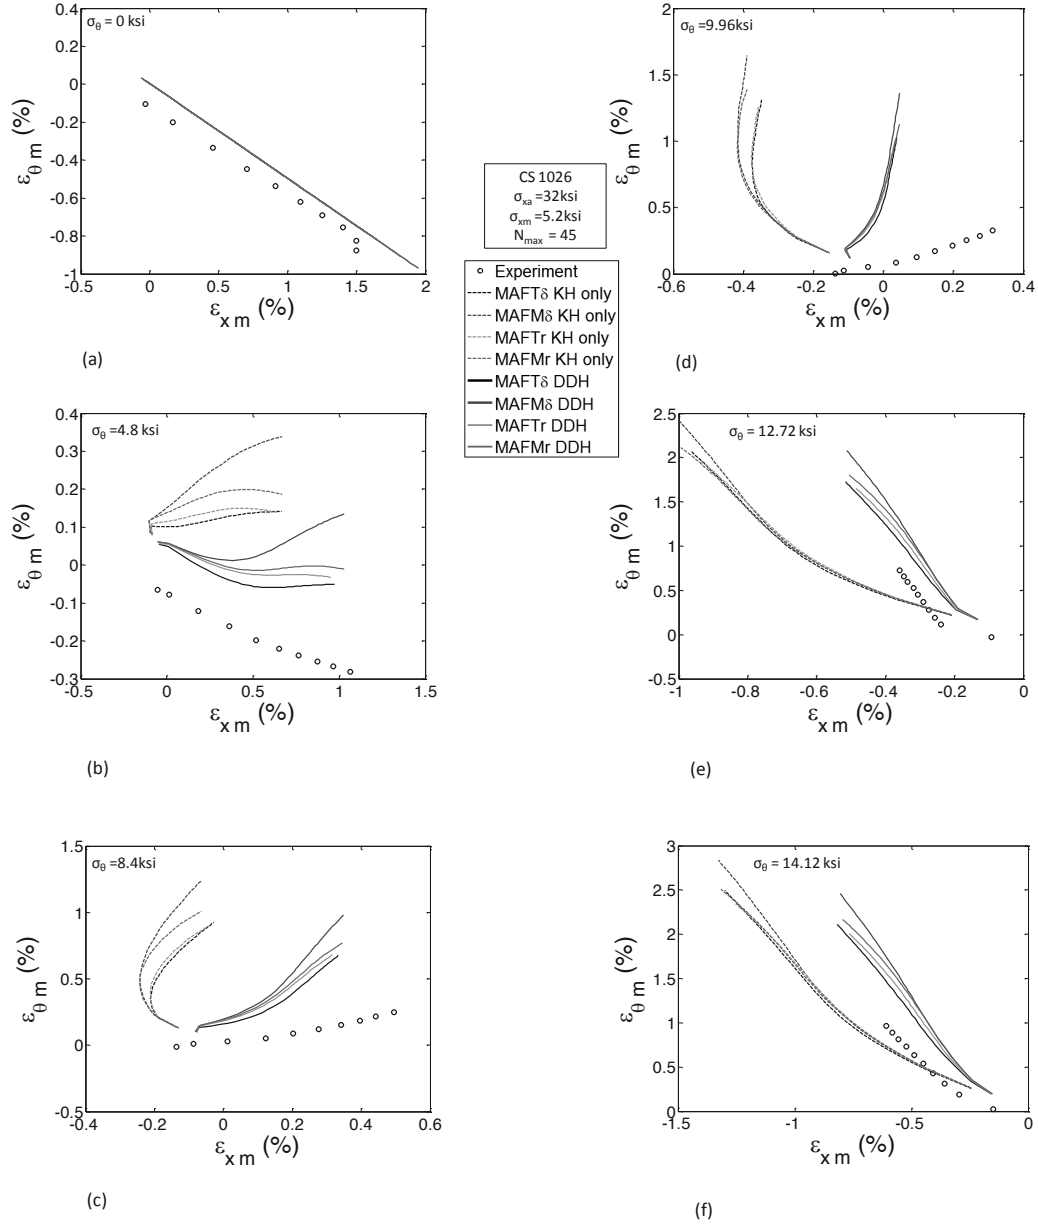 σθ = 0 ksi
0.4
0.2
0
-0.2
-0.4
-0.6
-0.8
-1
-1 -0.5 0 0.5 1 1.5 2
εθ m (%)
εx m (%)
(a)
σθ =4.8 ksi
0.4
0.3
0.2
0.1
0
-0.1
-0.2
-0.3
-0.5 0 0.5 1 1.5
εθ m (%)
εx m (%)
(b)
σθ =8.4ksi
1.5
1
0.5
0
-0.5
-0.4 -0.2 0 0.2 0.4 0.6
εθ m (%)
εx m (%)
(c)
CS 1026
σxa =32ksi
σxm =5.2ksi
Nmax = 45
Experiment
MAFTδ KH only
MAFMδ KH only
MAFTr KH only
MAFMr KH only
MAFTδ DDH
MAFMδ DDH
MAFTr DDH
MAFMr DDH
σθ =9.96ksi
2
1.5
1
0.5
0
-0.6 -0.4 -0.2 0 0.2 0.4
εθ m (%)
εx m (%)
(d)
σθ = 12.72 ksi
2.5
2
1.5
1
0.5
0
-0.5
-1 -0.8 -0.6 -0.4 -0.2 0
εθ m (%)
εx m (%)
(e)
σθ = 14.12 ksi
3
2.5
2
1.5
1
0.5
0
-1.5 -1 -0.5 0
εθ m (%)
εx m (%)
(f)